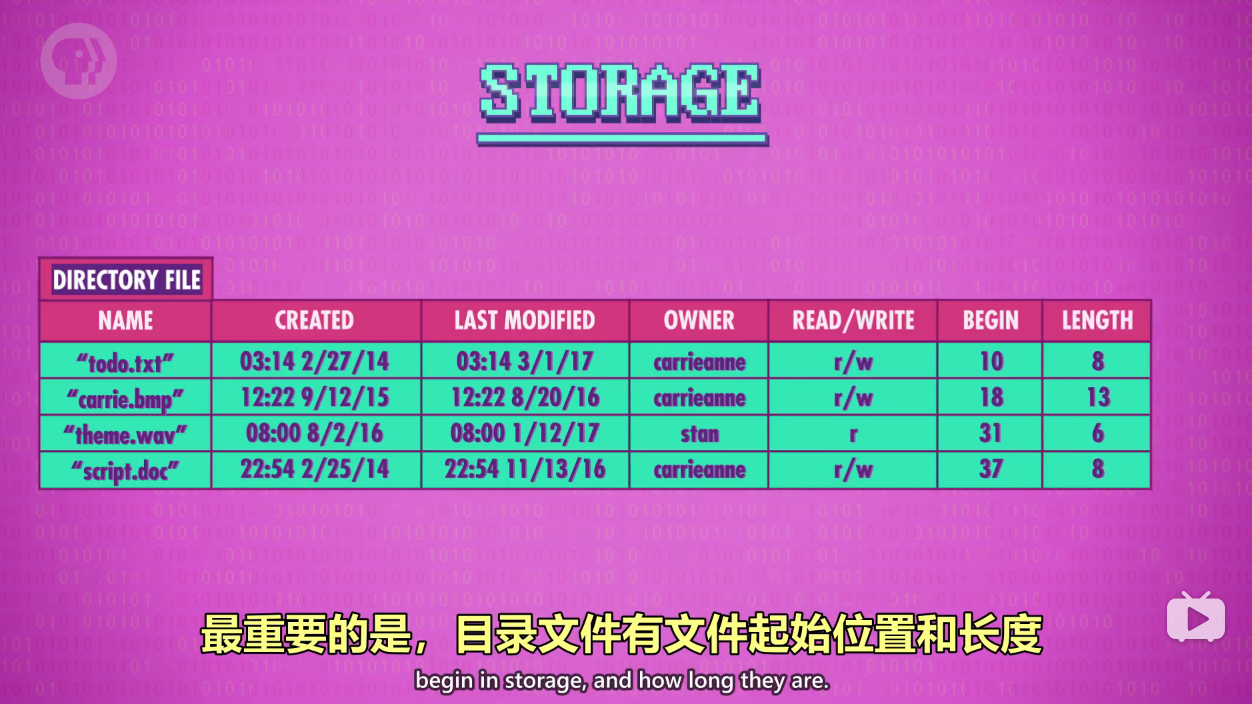 STORAGE
DIRECTORY FILE
NAME CREATED LAST MODIFIED OWNER READ/WRITE BEGIN LENGTH
“todo.txt” 03:14 2/27/14 03:14 3/1/17 carrieanne r/w 10 8
“carrie.bmp” 12:22 9/12/15 12:22 8/20/16 carrieanne r/w 18 13
“theme.wav” 08:00 8/2/16 08:00 1/12/17 stan r 31 6
“script.doc” 22:54 2/25/14 22:54 11/13/16 carrieanne r/w 37 8
最重要的是，目录文件有文件起始位置和长度
begin in storage, and how long they are.